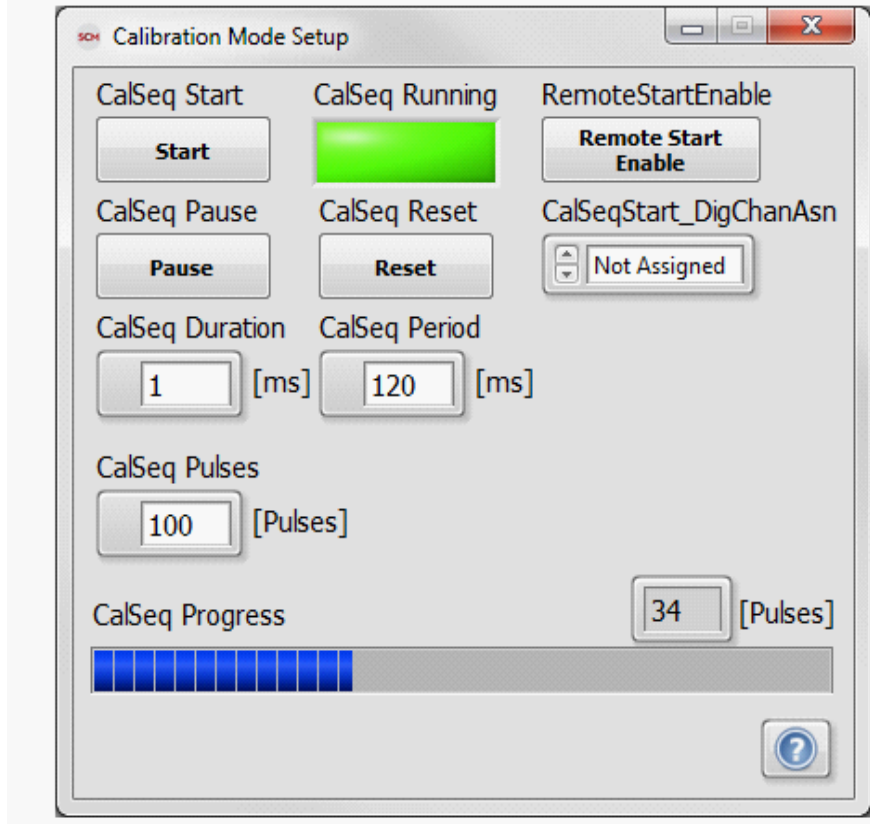 SCM Calibration Mode Setup
CalSeq Start CalSeq Running RemoteStartEnable
Start Remote Start
Enable
CalSeq Pause CalSeq Reset CalSeqStart_DigChanAsn
Pause Reset Not Assigned
CalSeq Duration CalSeq Period
1 [ms] 120 [ms]
CalSeq Pulses
100 [Pulses]
CalSeq Progress 34 [Pulses]
?